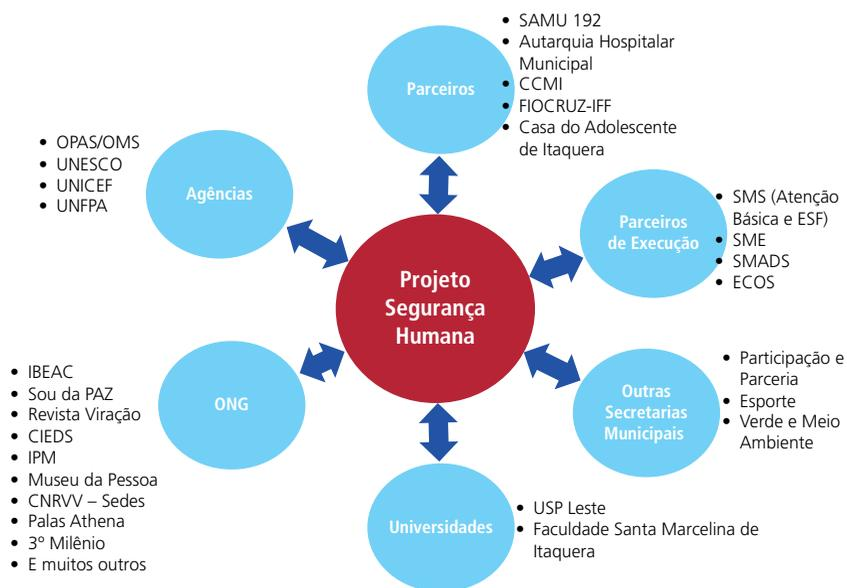 Parceiros
• SAMU 192
• Autarquia Hospitalar
Municipal
• CCMI
• FIOCRUZ-IFF
• Casa do Adolescente
de Itaquera
• OPAS/OMS
• UNESCO
• UNICEF
• UNFPA
Agências
Parceiros
de Execução
• SMS (Atenção
Básica e ESF)
• SME
• SMADS
• ECOS
Projeto
Segurança
Humana
• IBEAC
• Sou da PAZ
• Revista Viração
• CIEDS
• IPM
• Museu da Pessoa
• CNRVV – Sedes
• Palas Athena
• 3º Milênio
• E muitos outros
ONG
Outras
Secretarias
Municipais
• Participação e
Parceria
• Esporte
• Verde e Meio
Ambiente
Universidades
• USP Leste
• Faculdade Santa Marcelina de
Itaquera